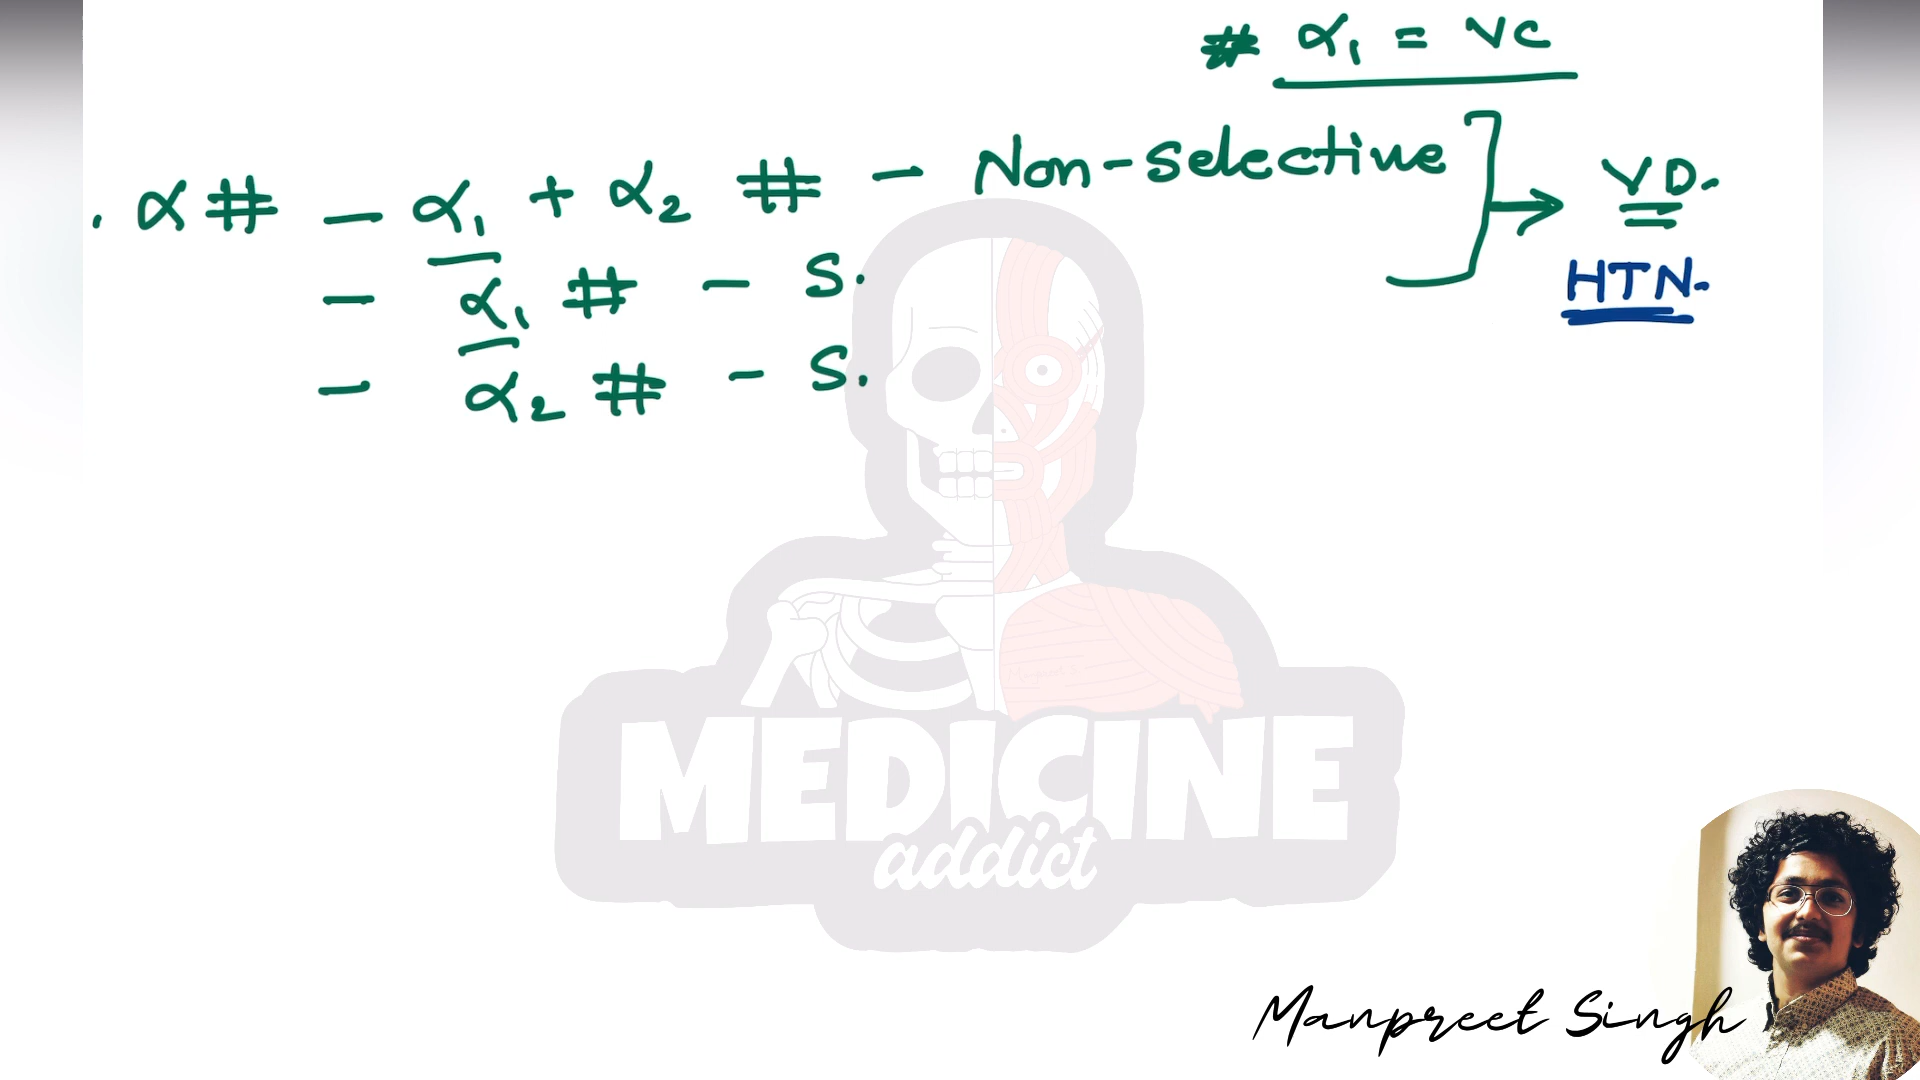 # α₁ = VC
. α # - α₁ + α₂ # - Non-selective → VD.
- α₁ # - S.
HTN.
- α₂ # - S.
MEDICINE
addict
Manpreet Singh